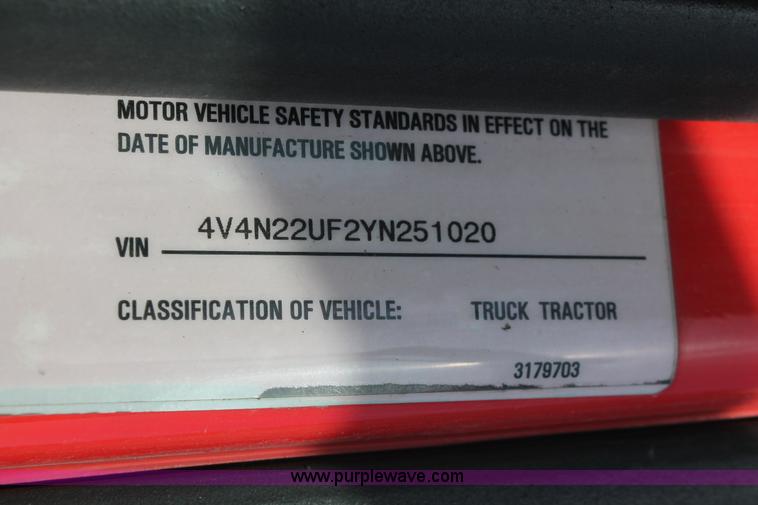 MOTOR VEHICLE SAFETY STANDARDS IN EFFECT ON THE
DATE OF MANUFACTURE SHOWN ABOVE.
VIN 4V4N22UF2YN251020
CLASSIFICATION OF VEHICLE: TRUCK TRACTOR
3179703
www.purplewave.com